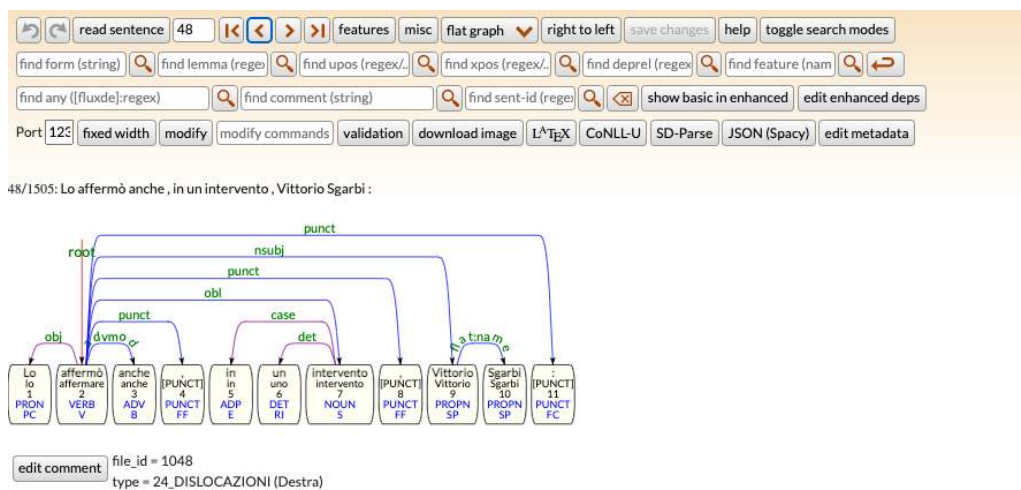 read sentence 48 features misc flat graph right to left save changes help toggle search modes
find form (string) find lemma (rege find upos (regex/.. find xpos (regex/.. find deprel (regex find feature (nam
find any ([fluxde]:regex) find comment (string) find sent-id (rege show basic in enhanced edit enhanced deps
Port 123 fixed width modify modify commands validation download image LATEX CoNLL-U SD-Parse JSON (Spacy) edit metadata
48/1505: Lo affermò anche , in un intervento , Vittorio Sgarbi :
punct
root nsubj
punct
obl
punct case
obj advmod det flat:name
Lo affermò anche , in un intervento , Vittorio Sgarbi :
lo affermare anche [PUNCT] in uno intervento [PUNCT] Vittorio Sgarbi [PUNCT]
1 2 3 4 5 6 7 8 9 10 11
PRON VERB ADV PUNCT ADP DET NOUN PUNCT PROPN PROPN PUNCT
PC V B FF E RI S FF SP SP FC
edit comment file_id = 1048
type = 24_DISLOCAZIONI (Destra)